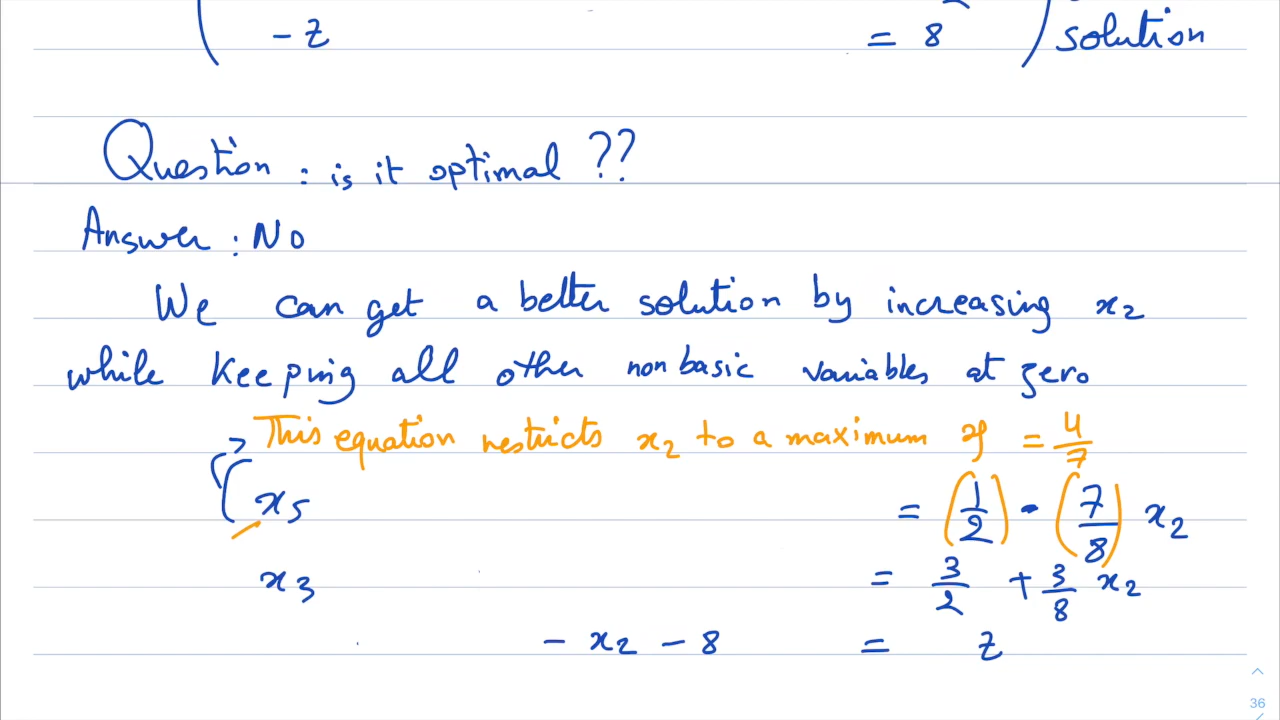 - z = 8 solution
Question : is it optimal ??
Answer : No
We can get a better solution by increasing x₂
while keeping all other non basic variables at zero
This equation restricts x₂ to a maximum of = 4/7
x₅ = (1/2) - (7/8) x₂
x₃ = 3/2 + 3/8 x₂
- x₂ - 8 = z
36